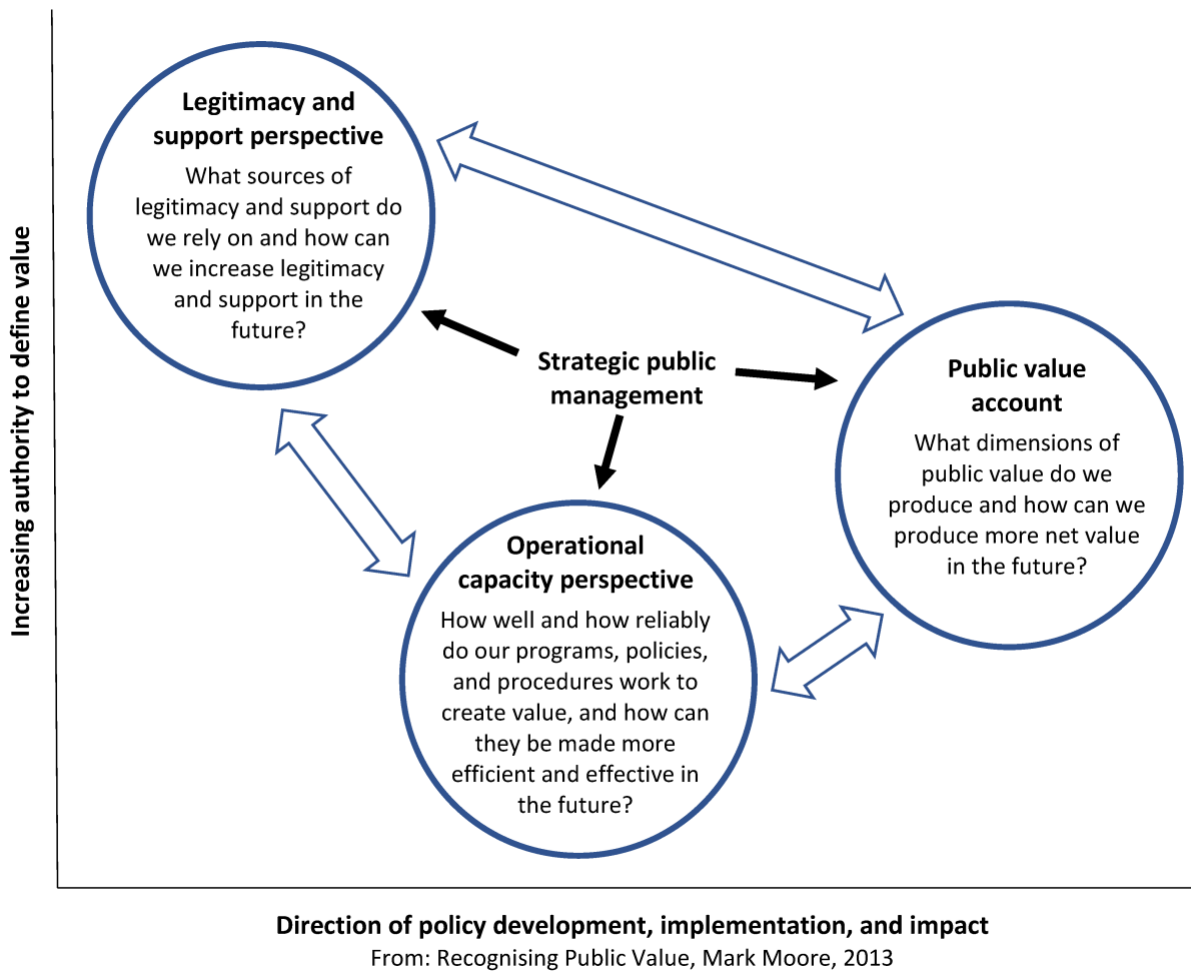 Increasing authority to define value
Legitimacy and
support perspective
What sources of
legitimacy and support do
we rely on and how can
we increase legitimacy
and support in the
future?
Strategic public
management
Public value
account
What dimensions of
public value do we
produce and how can we
produce more net value
in the future?
Operational
capacity perspective
How well and how reliably
do our programs, policies,
and procedures work to
create value, and how can
they be made more
efficient and effective in
the future?
Direction of policy development, implementation, and impact
From: Recognising Public Value, Mark Moore, 2013